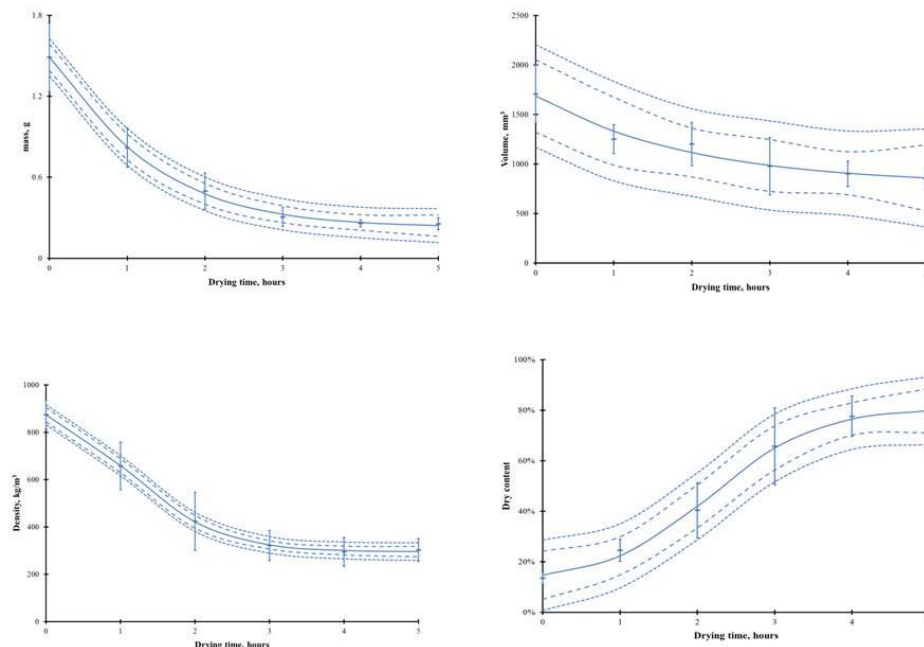 1.8
1.2
0.6
0
mass, g
0 1 2 3 4 5
Drying time, hours
2500
2000
1500
1000
500
0
Volume, mm³
0 1 2 3 4
Drying time, hours
1000
800
600
400
200
0
Density, kg/m³
0 1 2 3 4 5
Drying time, hours
100%
80%
60%
40%
20%
0%
Dry content
0 1 2 3 4
Drying time, hours